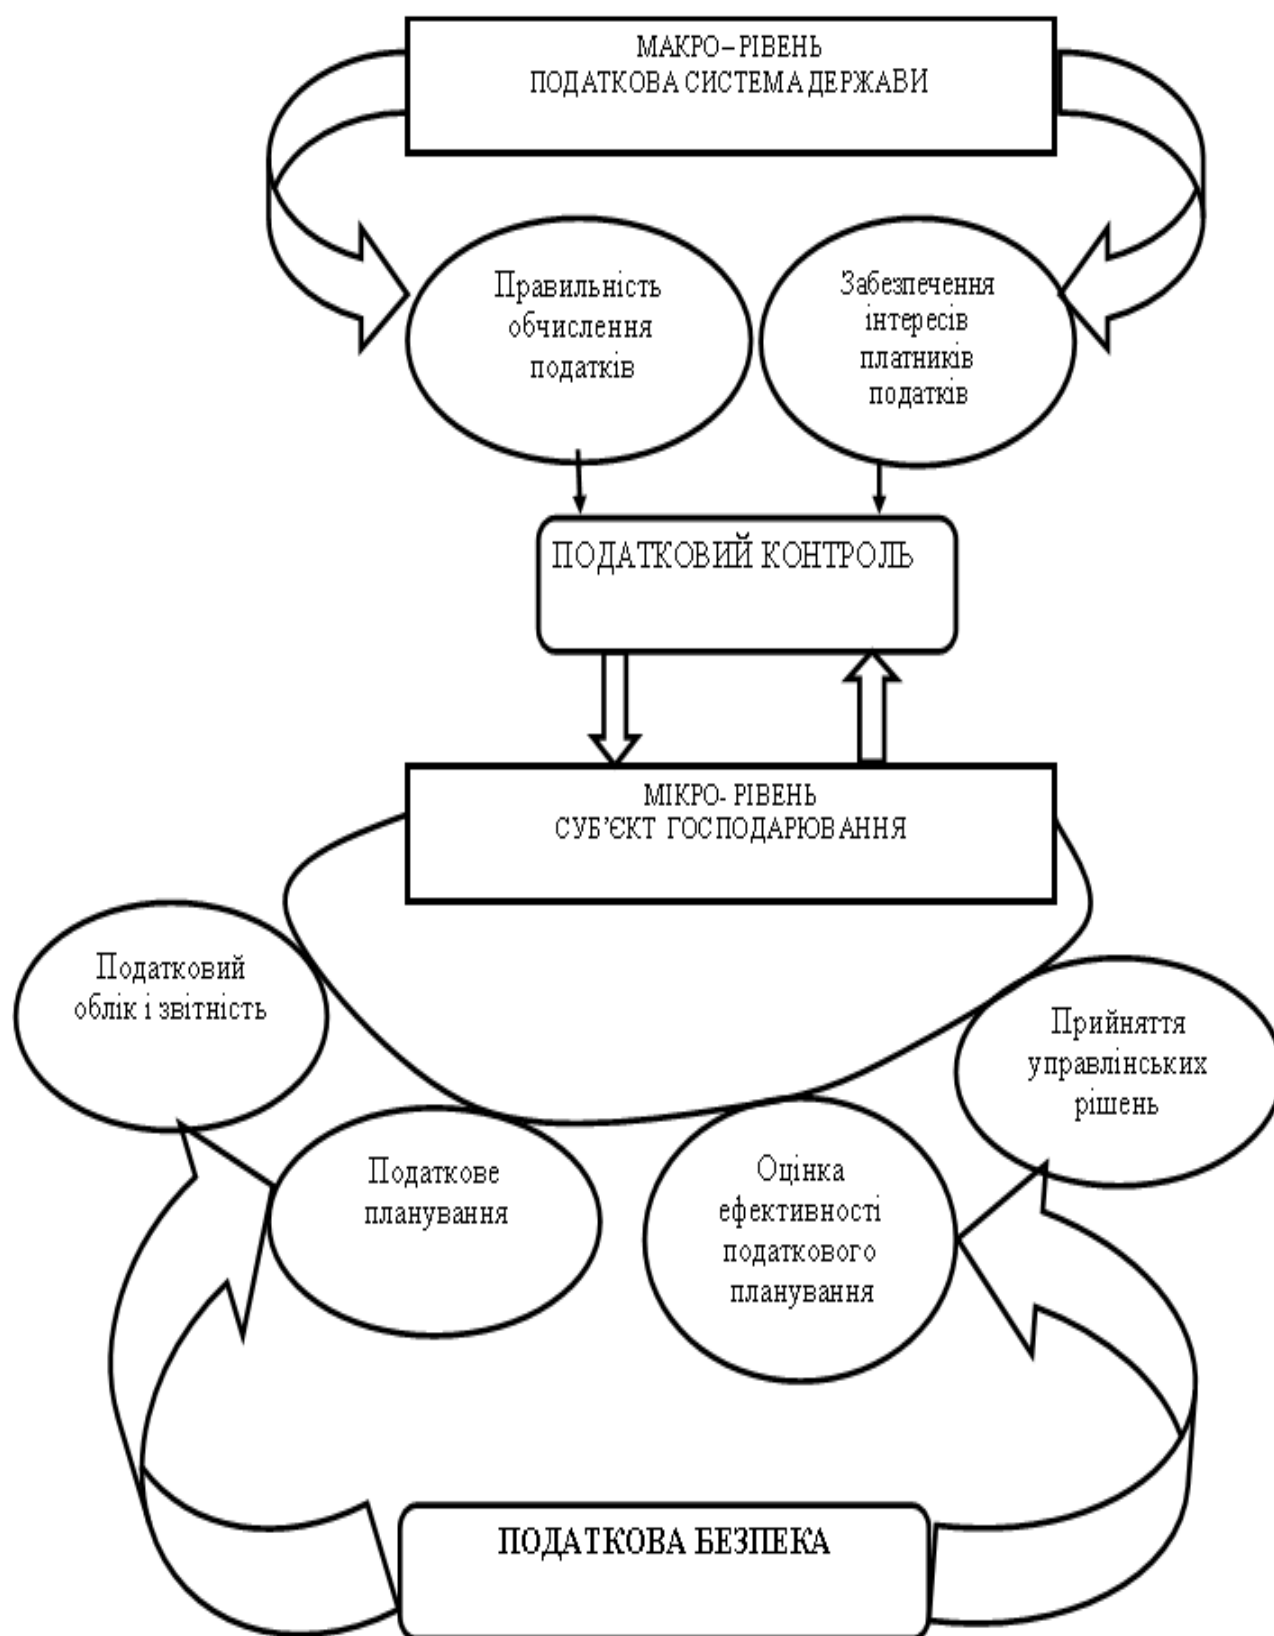 МАКРО– РІВЕНЬ
ПОДАТКОВА СИСТЕМА ДЕРЖАВИ
Правильність
обчислення
податків
Забезпечення
інтересів
платників
податків
ПОДАТКОВИЙ КОНТРОЛЬ
МІКРО- РІВЕНЬ
СУБ’ЄКТ ГОСПОДАРЮВАННЯ
Податковий
облік і звітність
Прийняття
управлінських
рішень
Податкове
планування
Оцінка
ефективності
податкового
планування
ПОДАТКОВА БЕЗПЕКА